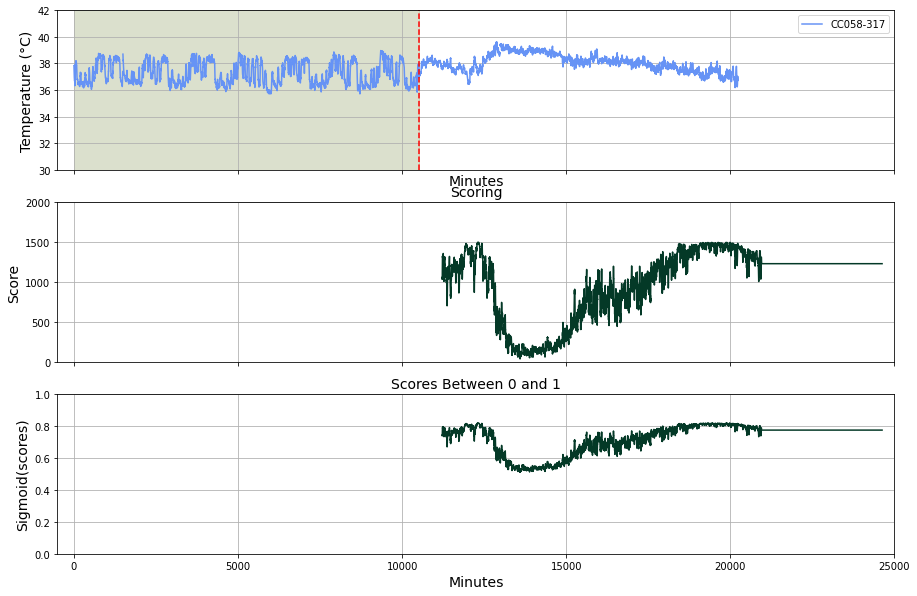 42
40
38
36
34
32
30
Temperature (°C)
CC058-317
Minutes
Scoring
2000
1500
1000
500
0
Score
Scores Between 0 and 1
1.0
0.8
0.6
0.4
0.2
0.0
Sigmoid(scores)
0 5000 10000 15000 20000 25000
Minutes